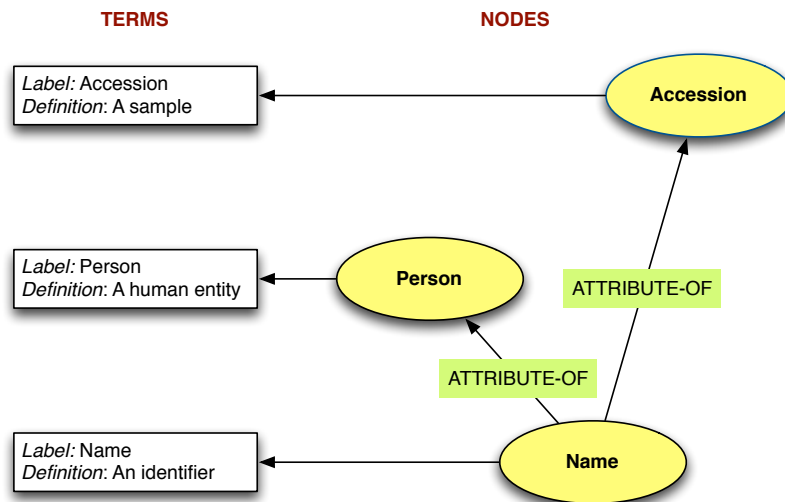 TERMS
NODES
Label: Accession
Definition: A sample
Accession
Label: Person
Definition: A human entity
Person
ATTRIBUTE-OF
ATTRIBUTE-OF
Label: Name
Definition: An identifier
Name